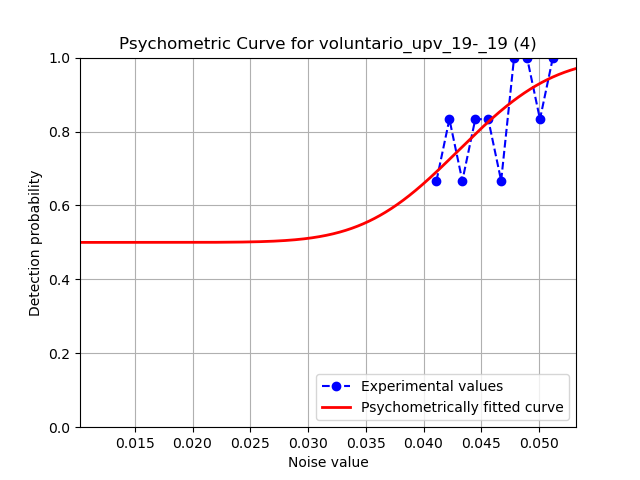 Psychometric Curve for voluntario_upv_19-_19 (4)
1.0
0.8
0.6
0.4
0.2
0.0
Detection probability
0.015 0.020 0.025 0.030 0.035 0.040 0.045 0.050
Noise value
Experimental values
Psychometrically fitted curve